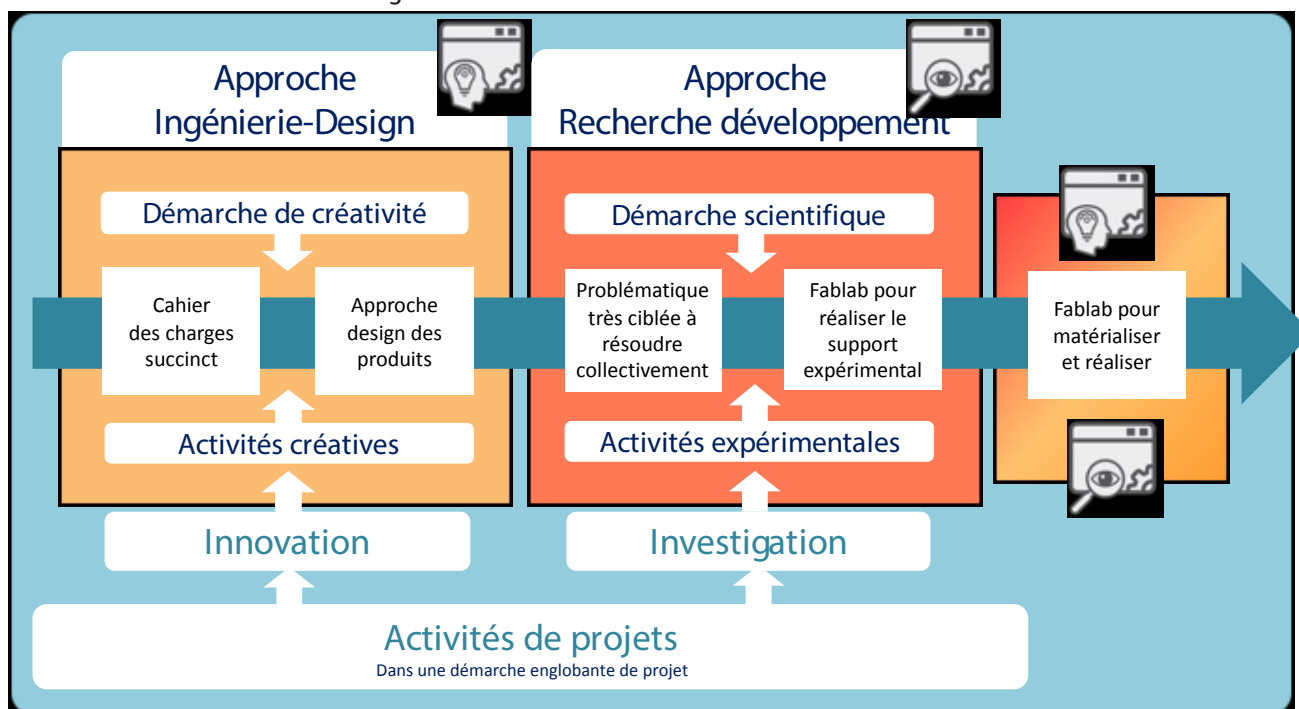 Approche
Ingénierie-Design
Approche
Recherche développement
Démarche de créativité
Démarche scientifique
Cahier
des charges
succinct
Approche
design des
produits
Problématique
très ciblée à
résoudre
collectivement
Fablab pour
réaliser le
support
expérimental
Fablab pour
matérialiser
et réaliser
Activités créatives
Activités expérimentales
Innovation
Investigation
Activités de projets
Dans une démarche englobante de projet